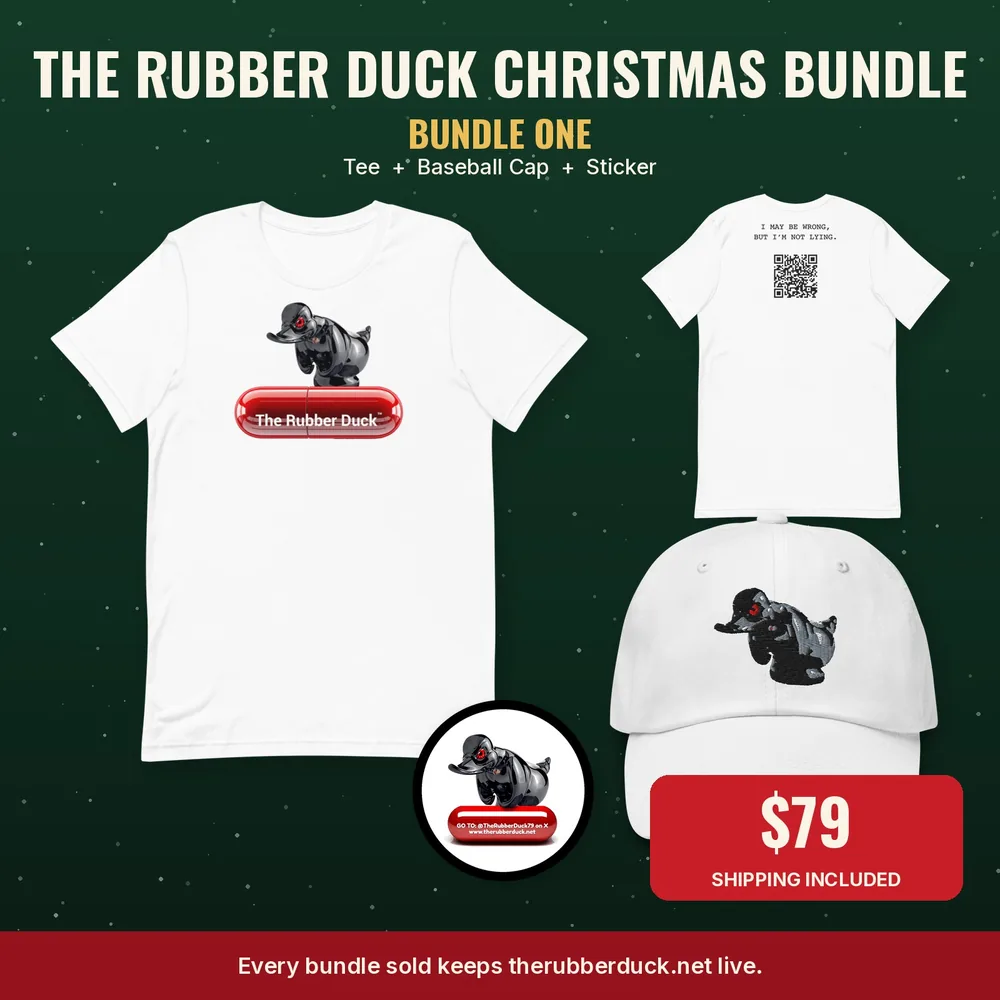 THE RUBBER DUCK CHRISTMAS BUNDLE
BUNDLE ONE
Tee + Baseball Cap + Sticker
I MAY BE WRONG,
BUT I'M NOT LYING.
The Rubber Duck™
GO TO: @TheRubberDuck79 on X
www.therubberduck.net
$79
SHIPPING INCLUDED
Every bundle sold keeps therubberduck.net live.